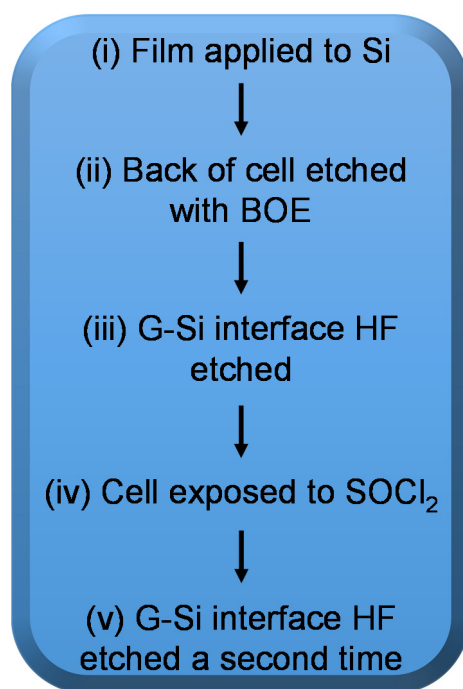 (i) Film applied to Si
(ii) Back of cell etched
with BOE
(iii) G-Si interface HF
etched
(iv) Cell exposed to SOCl₂
(v) G-Si interface HF
etched a second time